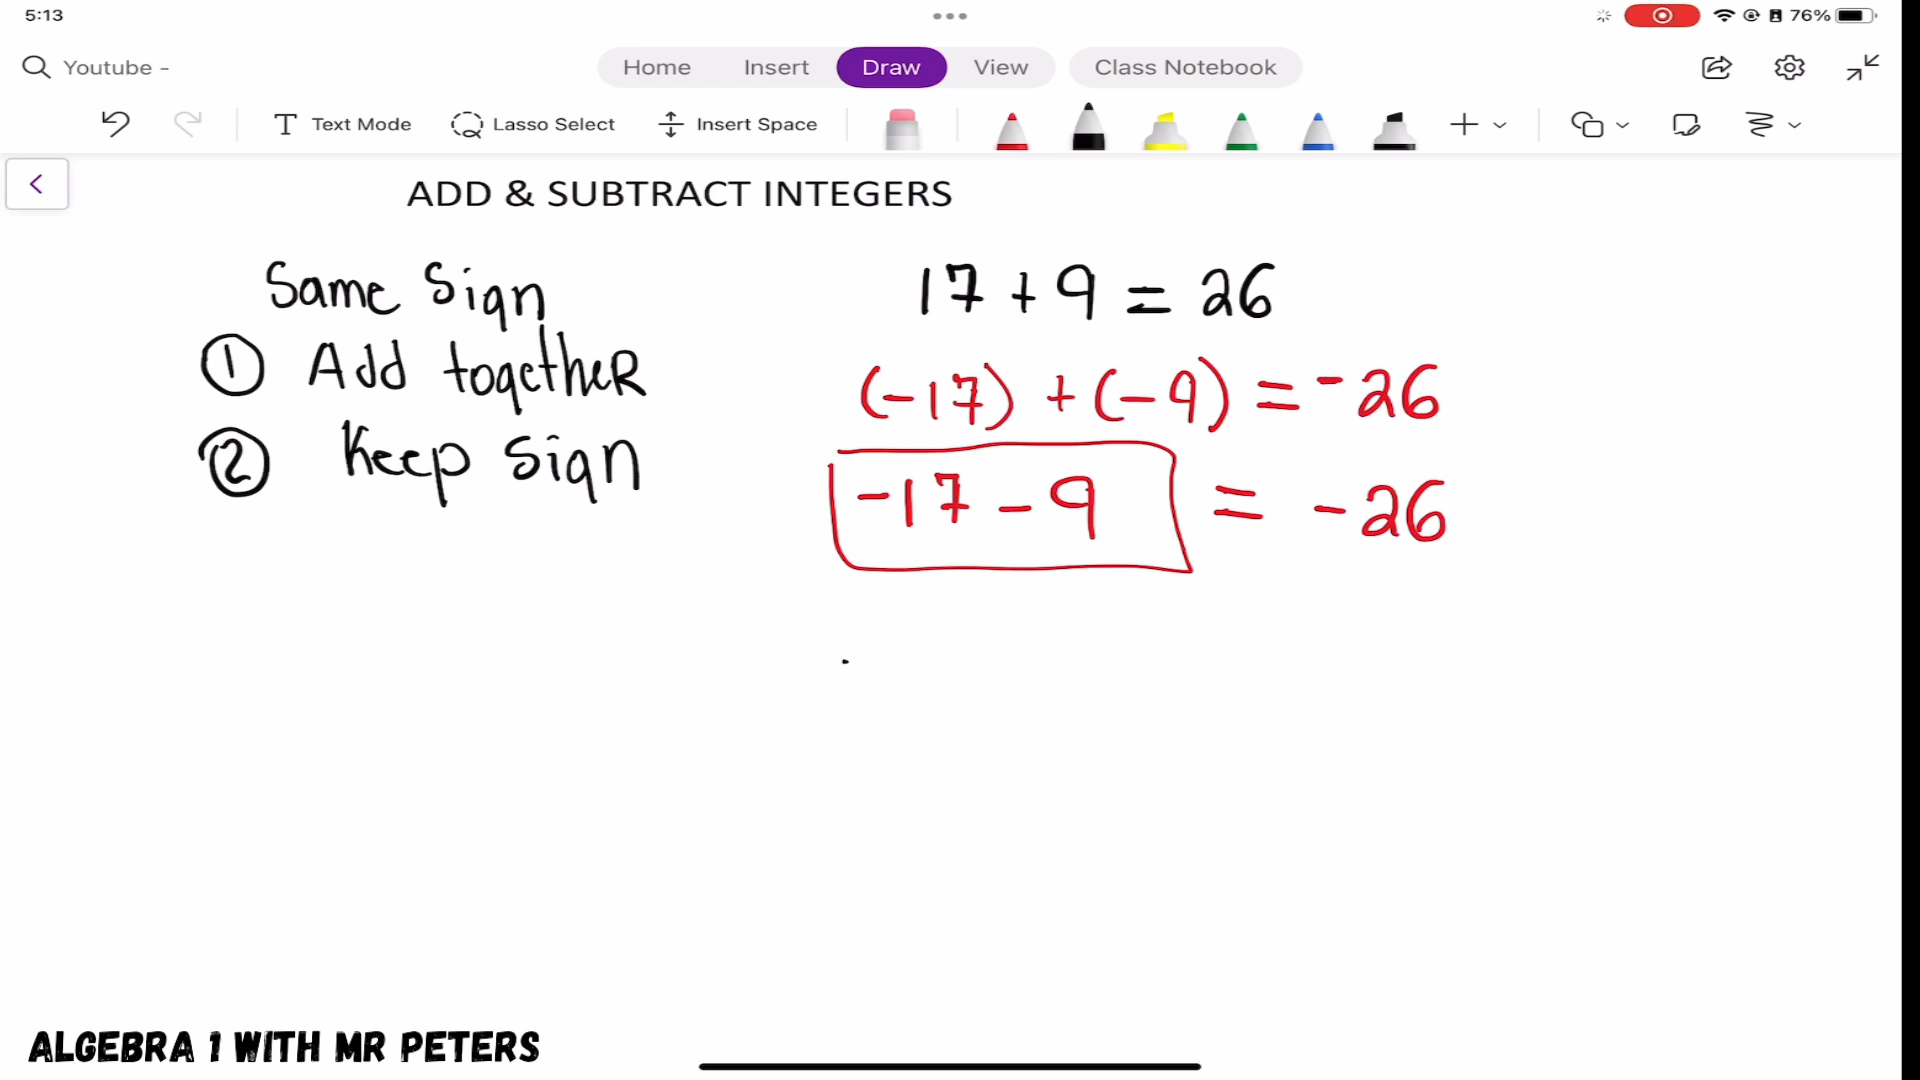 5:13
76%
Youtube -
Home Insert Draw View Class Notebook
Text Mode Lasso Select Insert Space
ADD & SUBTRACT INTEGERS
Same Sign
① Add together
② Keep sign
17 + 9 = 26
(-17) + (-9) = -26
-17 - 9 = -26
ALGEBRA 1 WITH MR PETERS